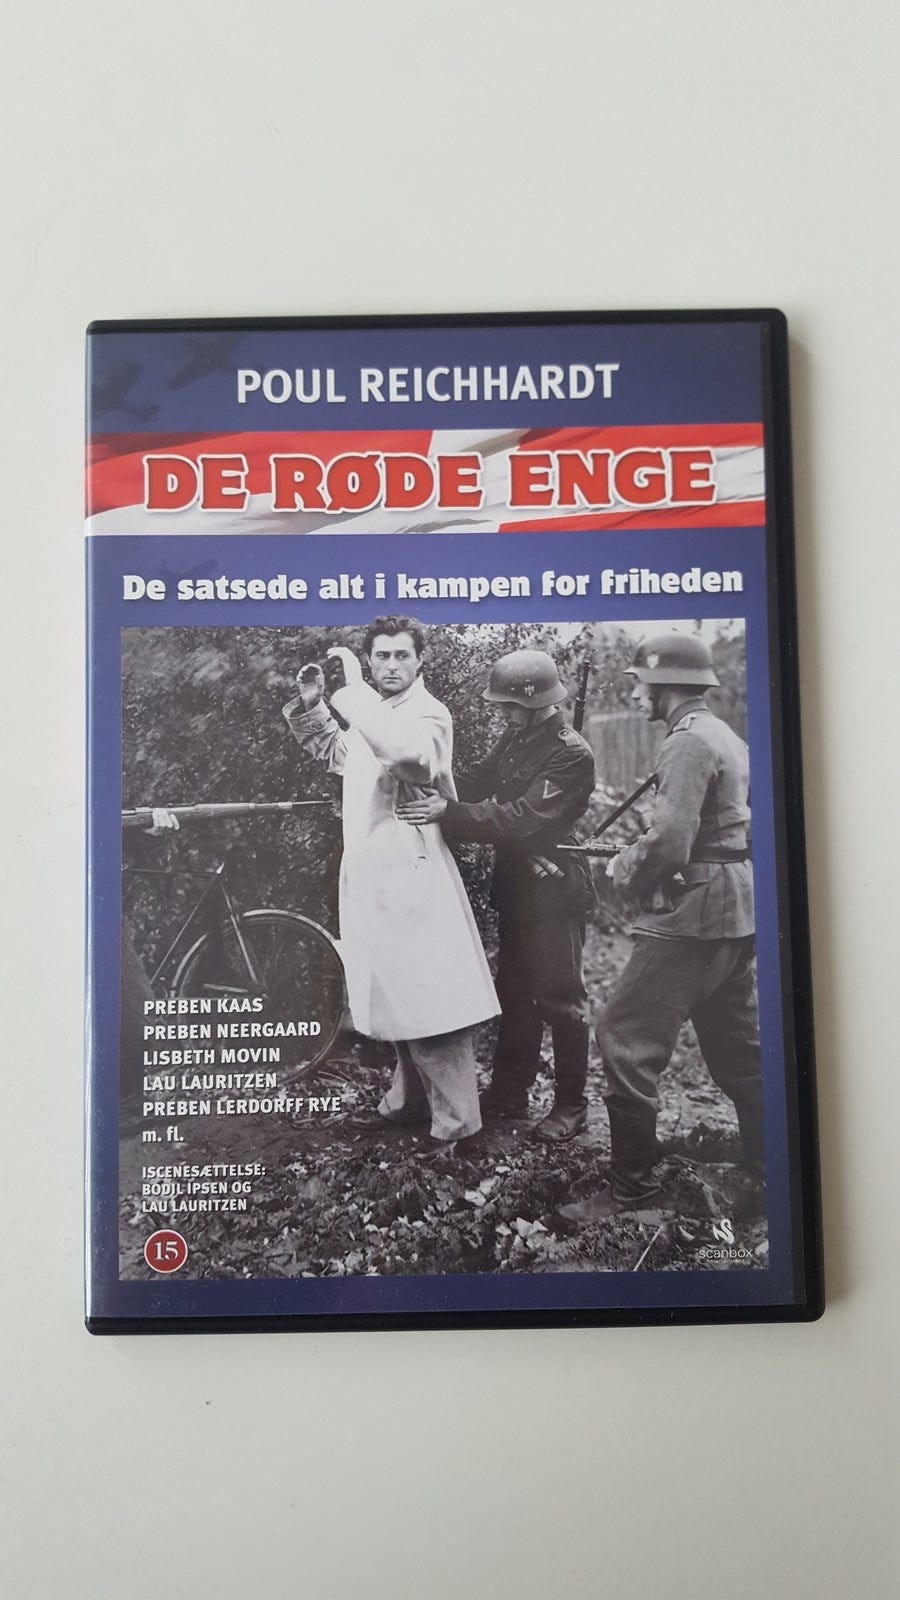 POUL REICHHARDT
DE RØDE ENGE
De satsede alt i kampen for friheden
PREBEN KAAS
PREBEN NEERGAARD
LISBETH MOVIN
LAU LAURITZEN
PREBEN LERDORFF RYE
m. fl.
ISCENESÆTTELSE:
BODIL IPSEN OG
LAU LAURITZEN
15
scanbox
entertainment